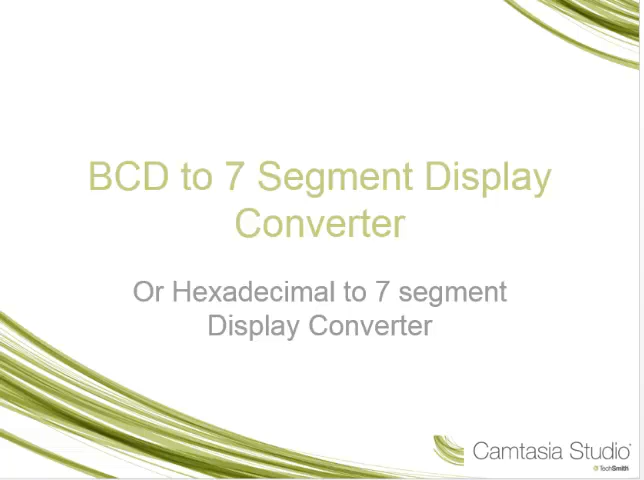 BCD to 7 Segment Display
Converter
Or Hexadecimal to 7 segment
Display Converter
Camtasia Studio®
TechSmith